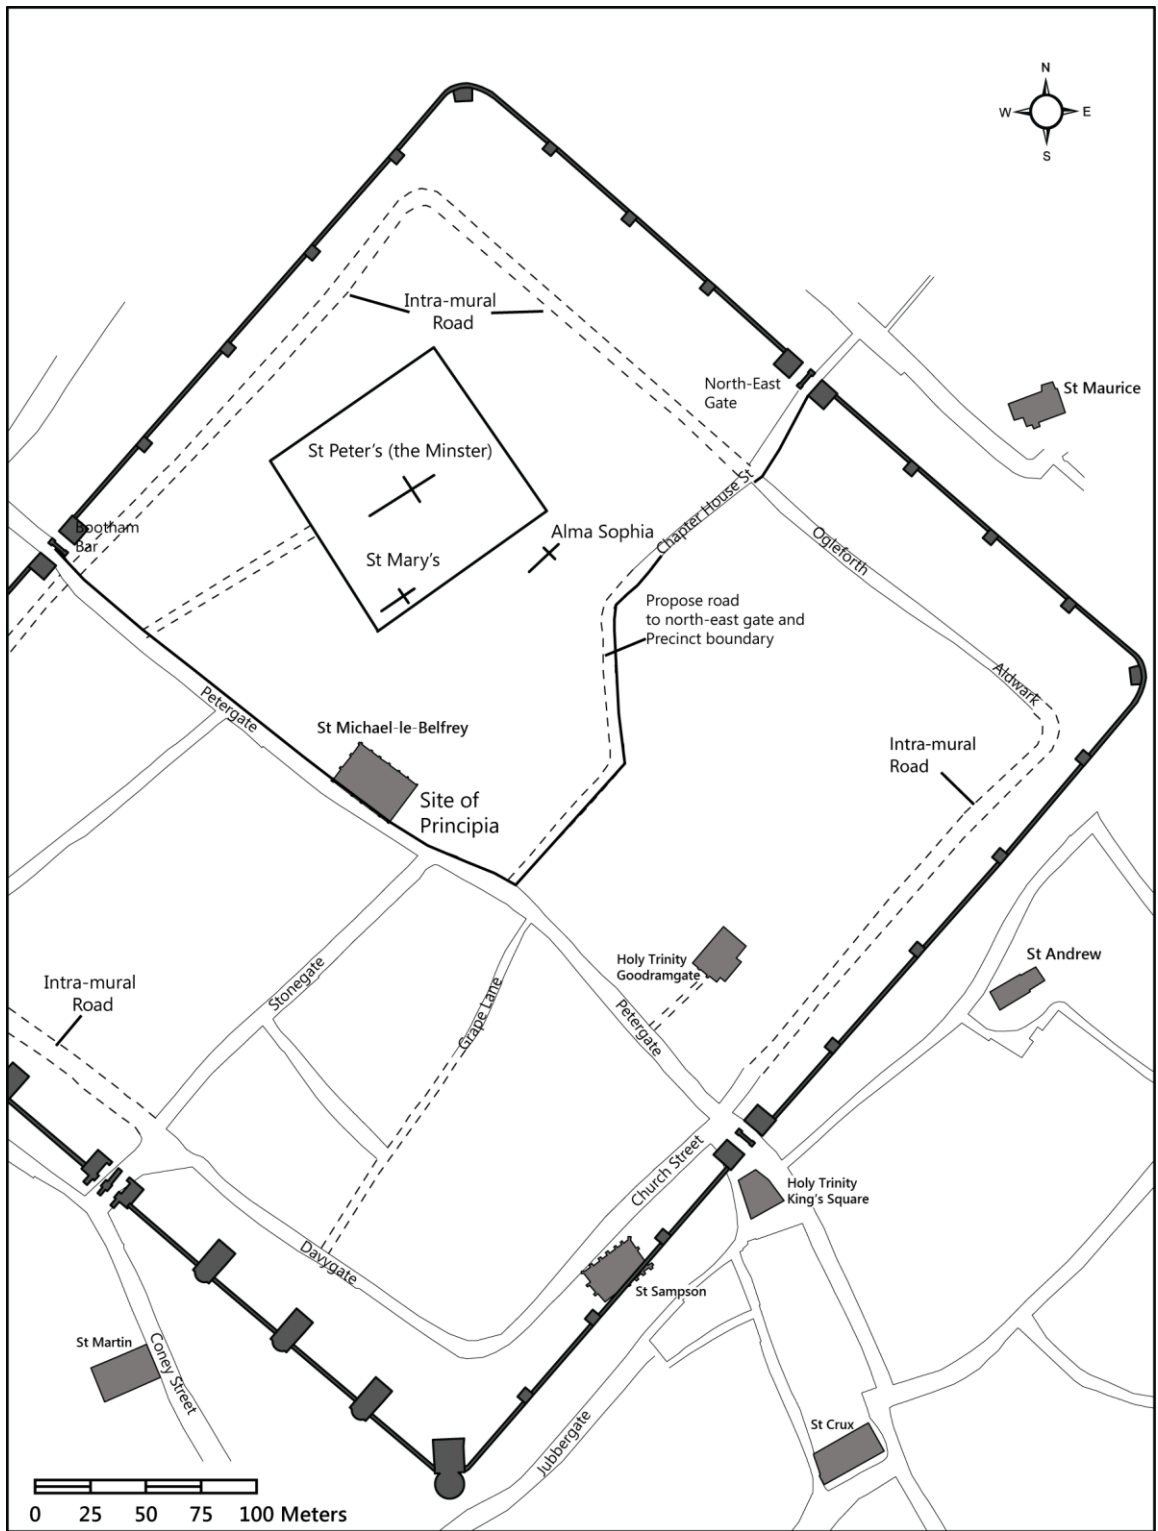 N
W
E
S
Intra-mural
Road
North-East
Gate
St Maurice
St Peter's (the Minster)
Bootham
Bar
Alma Sophia
Chapter House St
Ogleforth
St Mary's
Propose road
to north-east gate and
Precinct boundary
Aldwark
Petergate
St Michael-le-Belfrey
Intra-mural
Road
Site of
Principia
Holy Trinity
Goodramgate
St Andrew
Intra-mural
Road
Stonegate
Grape Lane
Petergate
Church Street
Holy Trinity
King's Square
Davygate
St Sampson
St Martin
Coney Street
Jubbergate
St Crux
0 25 50 75 100 Meters